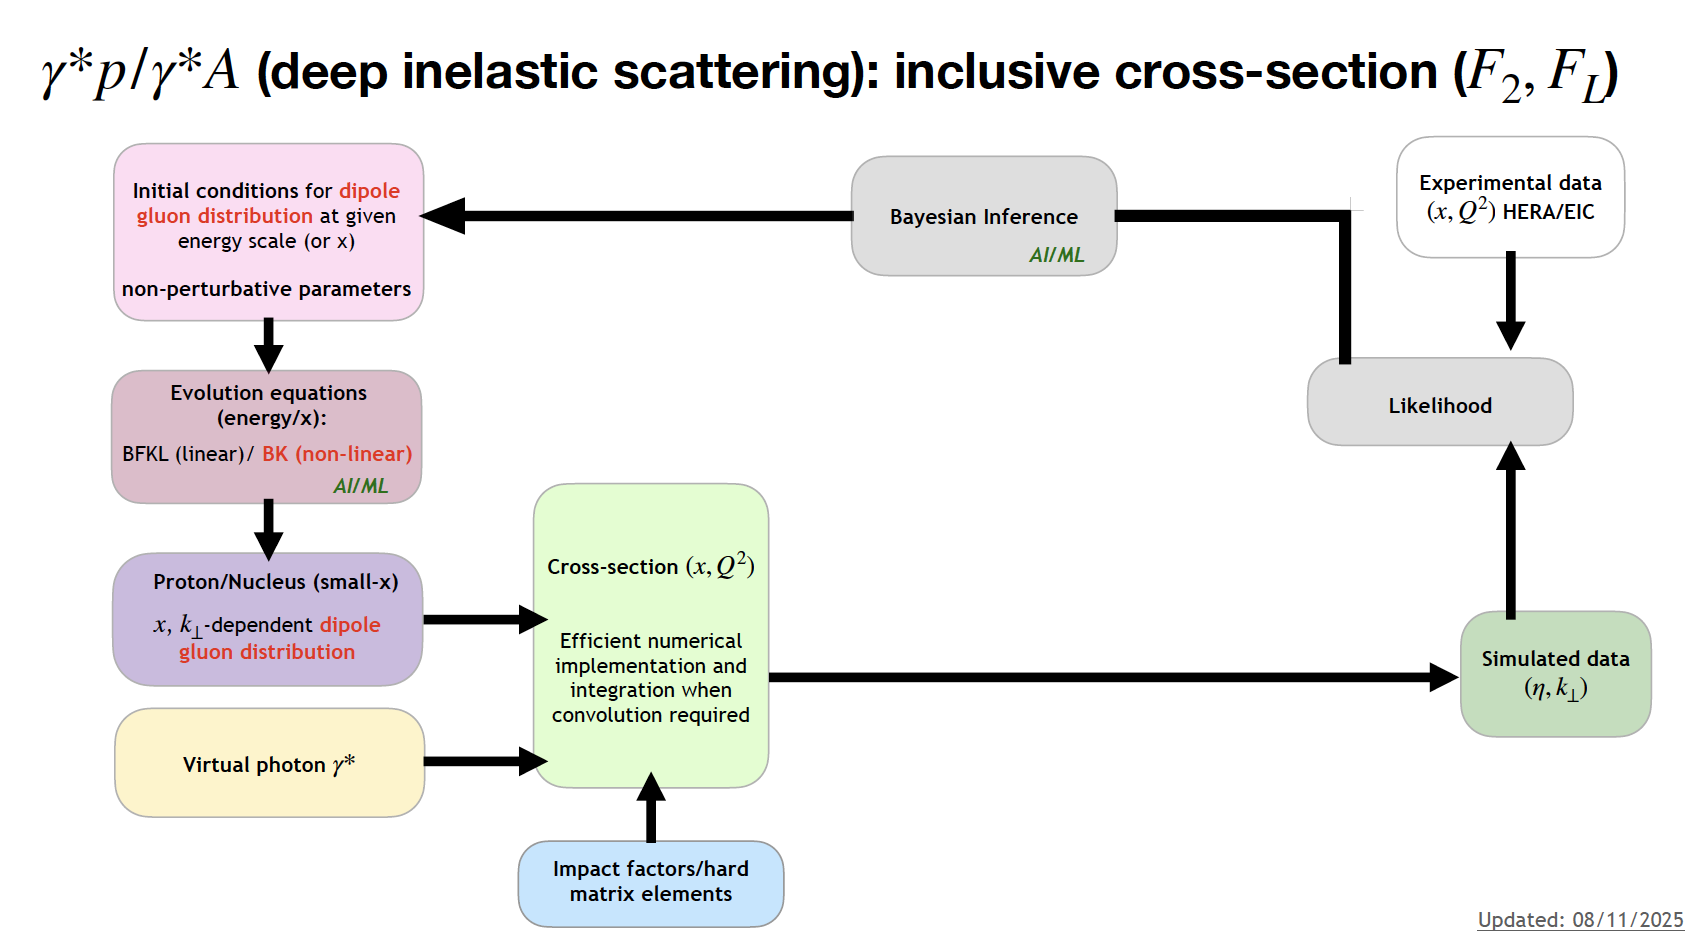 γ*p/γ*A (deep inelastic scattering): inclusive cross-section (F₂, F_L)
Initial conditions for dipole
gluon distribution at given
energy scale (or x)
non-perturbative parameters
Bayesian Inference
AI/ML
Experimental data
(x, Q²) HERA/EIC
Evolution equations
(energy/x):
BFKL (linear)/ BK (non-linear)
AI/ML
Likelihood
Proton/Nucleus (small-x)
x, k⊥-dependent dipole
gluon distribution
Cross-section (x, Q²)
Efficient numerical
implementation and
integration when
convolution required
Simulated data
(η, k⊥)
Virtual photon γ*
Impact factors/hard
matrix elements
Updated: 08/11/2025